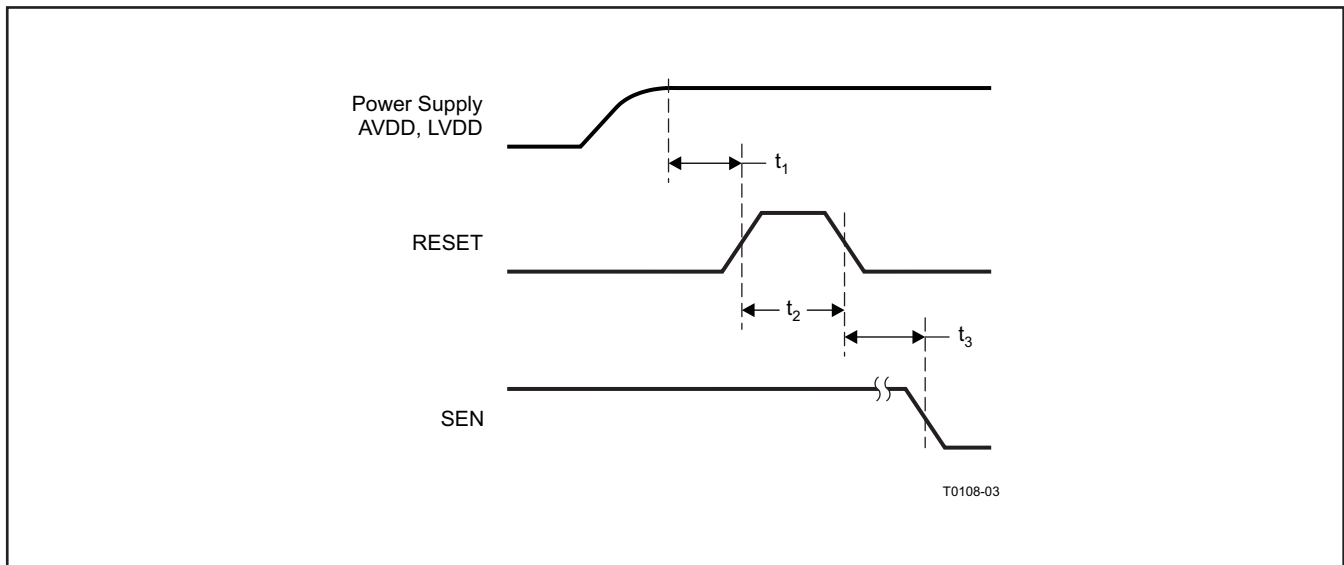 Power Supply
AVDD, LVDD
t1
RESET
t2
t3
SEN
T0108-03